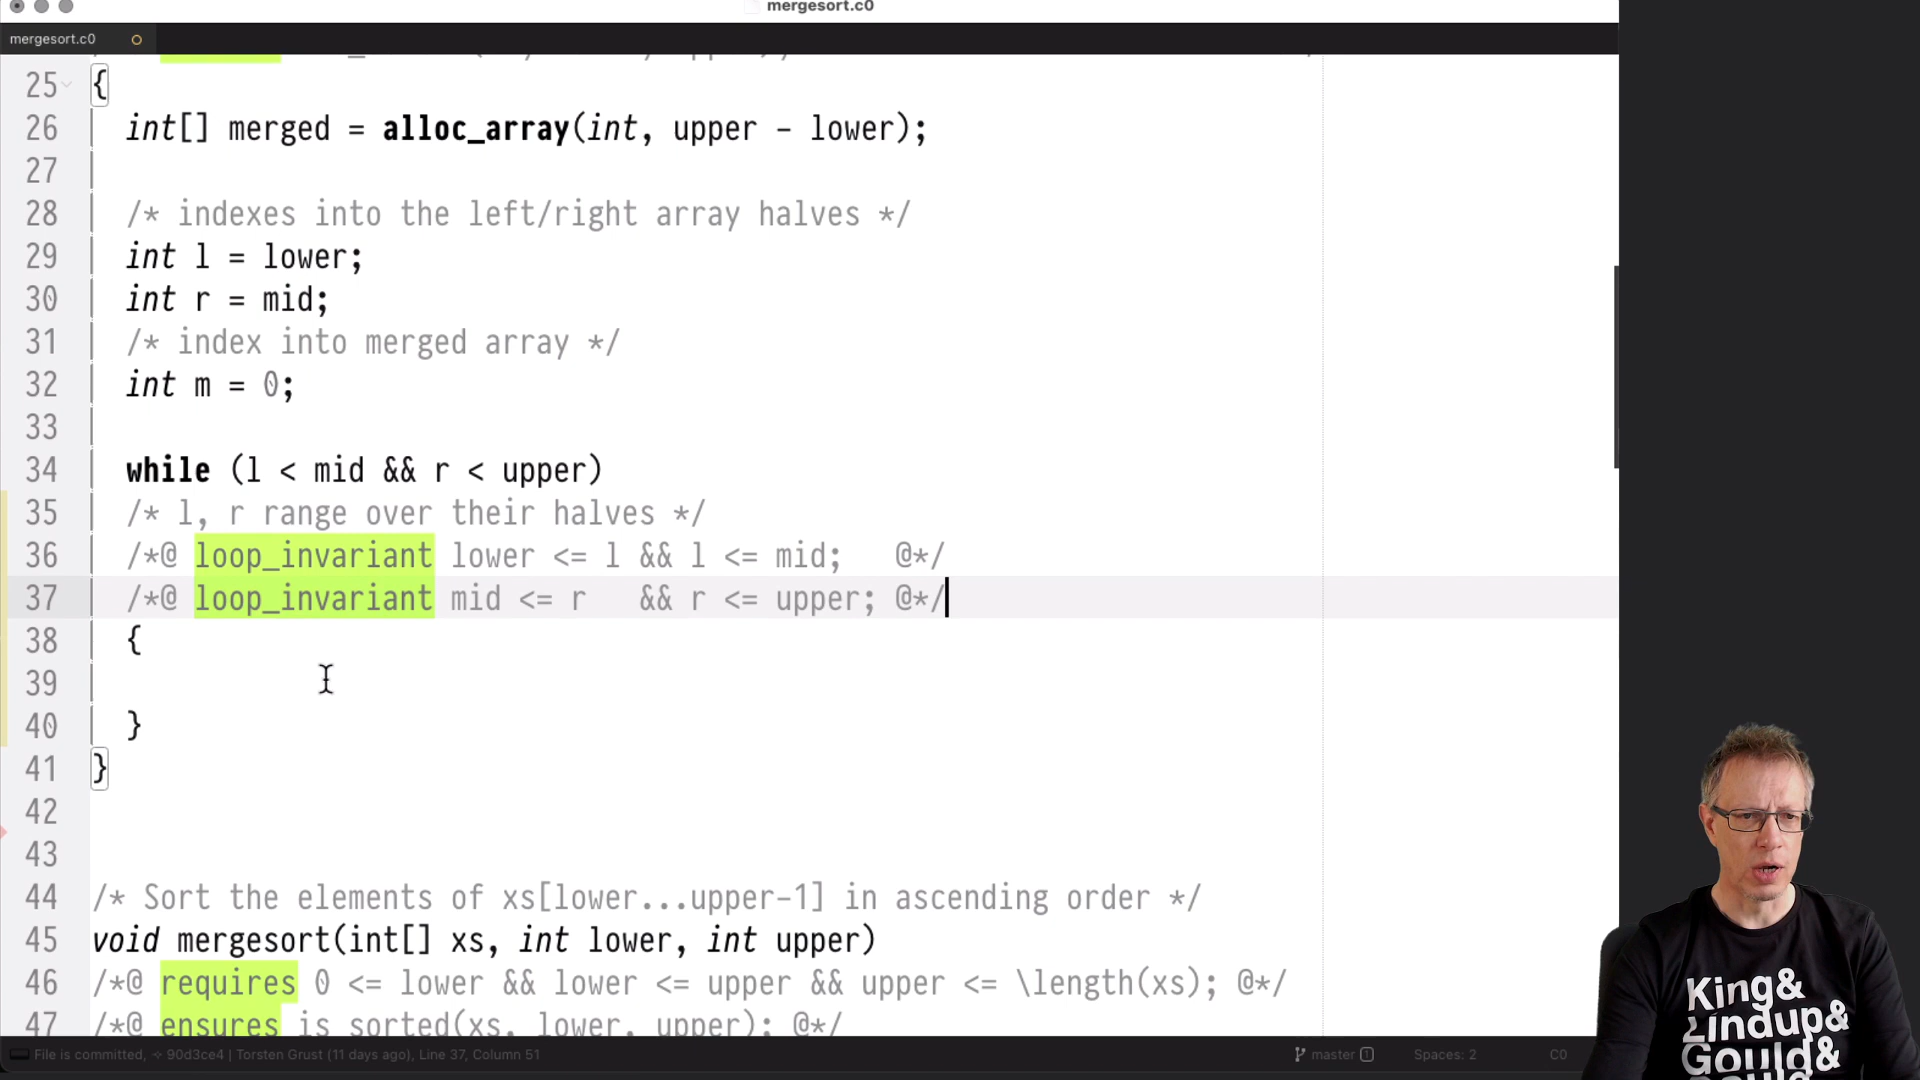 mergesort.c0
mergesort.c0
25 {
26 int[] merged = alloc_array(int, upper - lower);
27
28 /* indexes into the left/right array halves */
29 int l = lower;
30 int r = mid;
31 /* index into merged array */
32 int m = 0;
33
34 while (l < mid && r < upper)
35 /* l, r range over their halves */
36 /*@ loop_invariant lower <= l && l <= mid;   @*/
37 /*@ loop_invariant mid <= r   && r <= upper; @*/
38 {
39
40 }
41 }
42
43
44 /* Sort the elements of xs[lower...upper-1] in ascending order */
45 void mergesort(int[] xs, int lower, int upper)
46 /*@ requires 0 <= lower && lower <= upper && upper <= \length(xs); @*/
47 /*@ ensures is_sorted(xs, lower, upper); @*/
File is committed, 90d3ce4 | Torsten Grust (11 days ago), Line 37, Column 51
master 1
Spaces: 2
C0
King&
Lindup&
Gould&